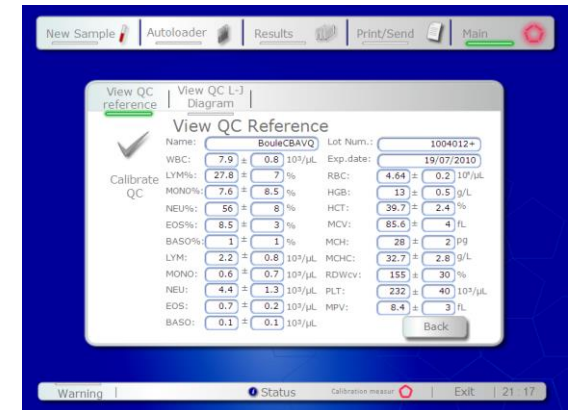 New Sample Autoloader Results Print/Send Main
View QC reference View QC L-J Diagram
View QC Reference
Calibrate QC
Name: BouleCBAVQ Lot Num.: 1004012+
WBC: 7.9 ± 0.8 10³/µL Exp.date: 19/07/2010
LYM%: 27.8 ± 7 % RBC: 4.64 ± 0.2 10⁶/µL
MONO%: 7.6 ± 8.5 % HGB: 13 ± 0.5 g/L
NEU%: 56 ± 8 % HCT: 39.7 ± 2.4 %
EOS%: 8.5 ± 3 % MCV: 85.6 ± 4 fL
BASO%: 1 ± 1 % MCH: 28 ± 2 pg
LYM: 2.2 ± 0.8 10³/µL MCHC: 32.7 ± 2.8 g/L
MONO: 0.6 ± 0.7 10³/µL RDWcv: 155 ± 30 %
NEU: 4.4 ± 1.3 10³/µL PLT: 232 ± 40 10³/µL
EOS: 0.7 ± 0.2 10³/µL MPV: 8.4 ± 3 fL
BASO: 0.1 ± 0.1 10³/µL
Back
Warning Status Calibration measur Exit 21 17